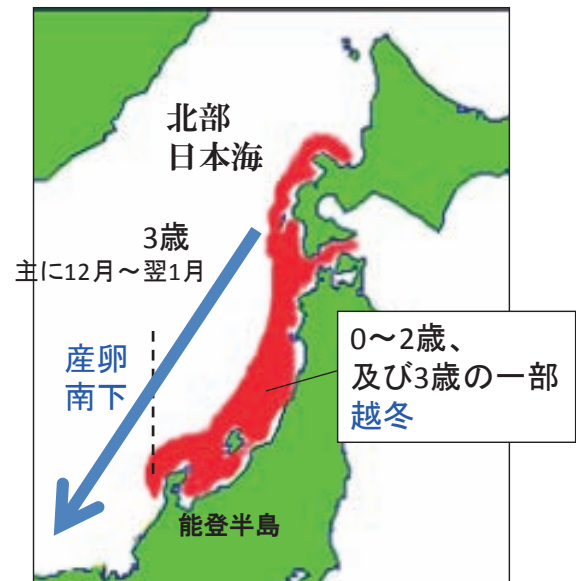 北部
日本海
3歳
主に12月～翌1月
産卵
南下
0～2歳、
及び3歳の一部
越冬
能登半島